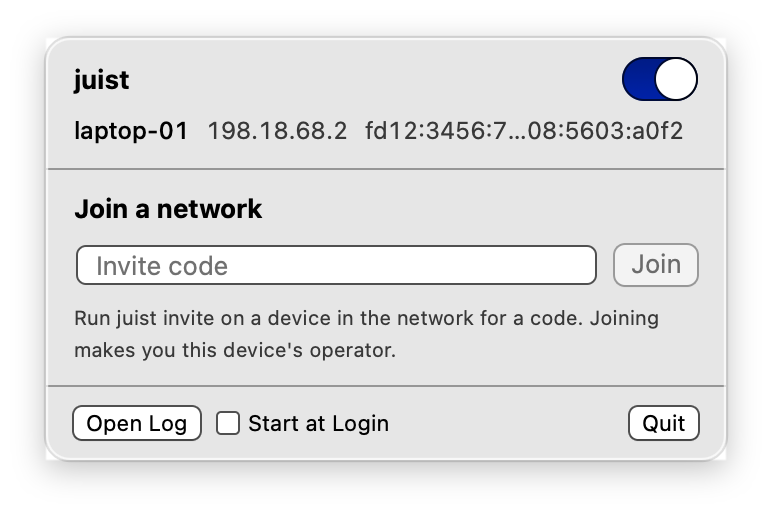 juist
laptop-01 198.18.68.2 fd12:3456:7...08:5603:a0f2
Join a network
Invite code Join
Run juist invite on a device in the network for a code. Joining
makes you this device's operator.
Open Log Start at Login Quit